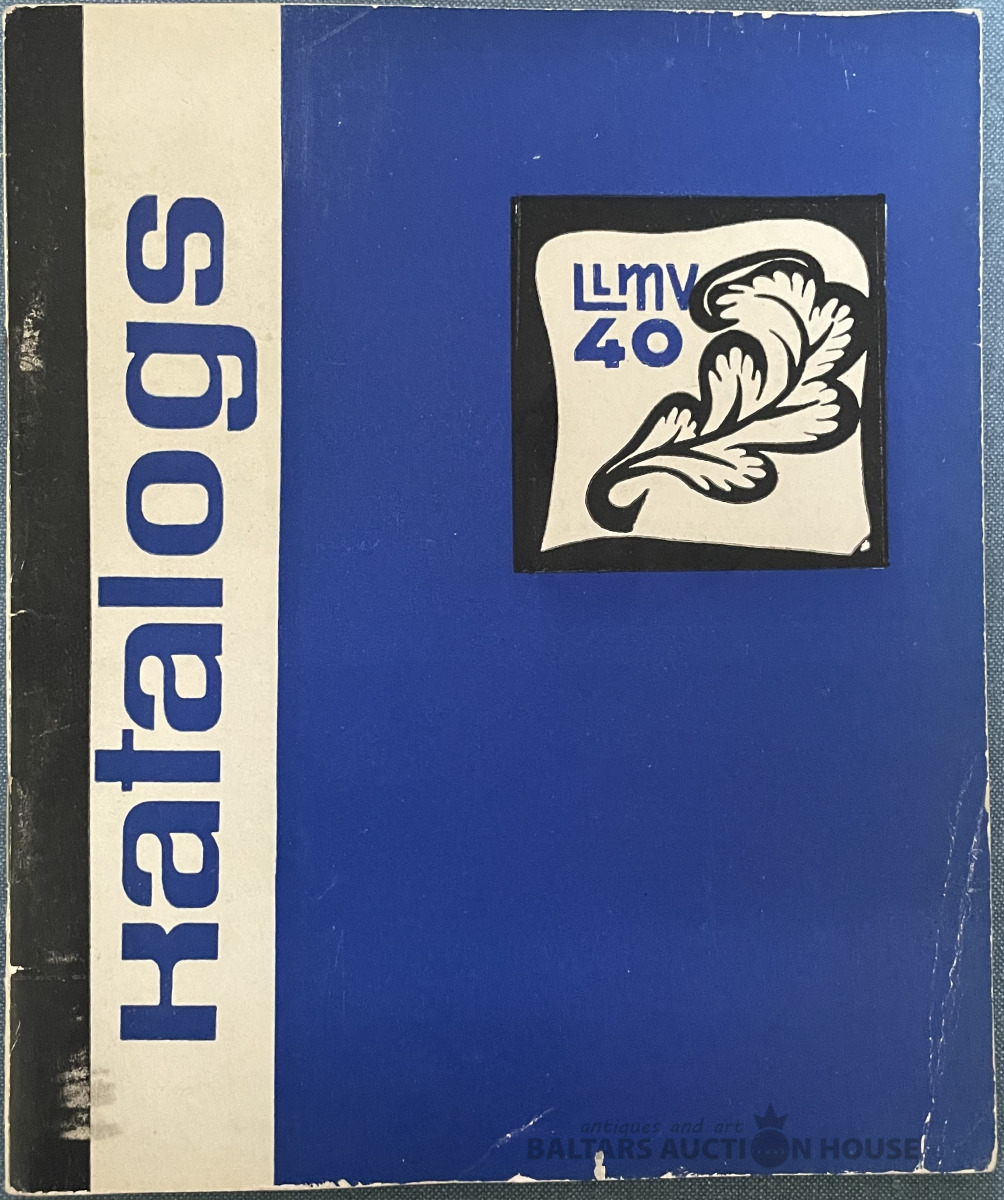 Katalogs
LLMV
40
antiques and art
BALTARS AUCTION HOUSE